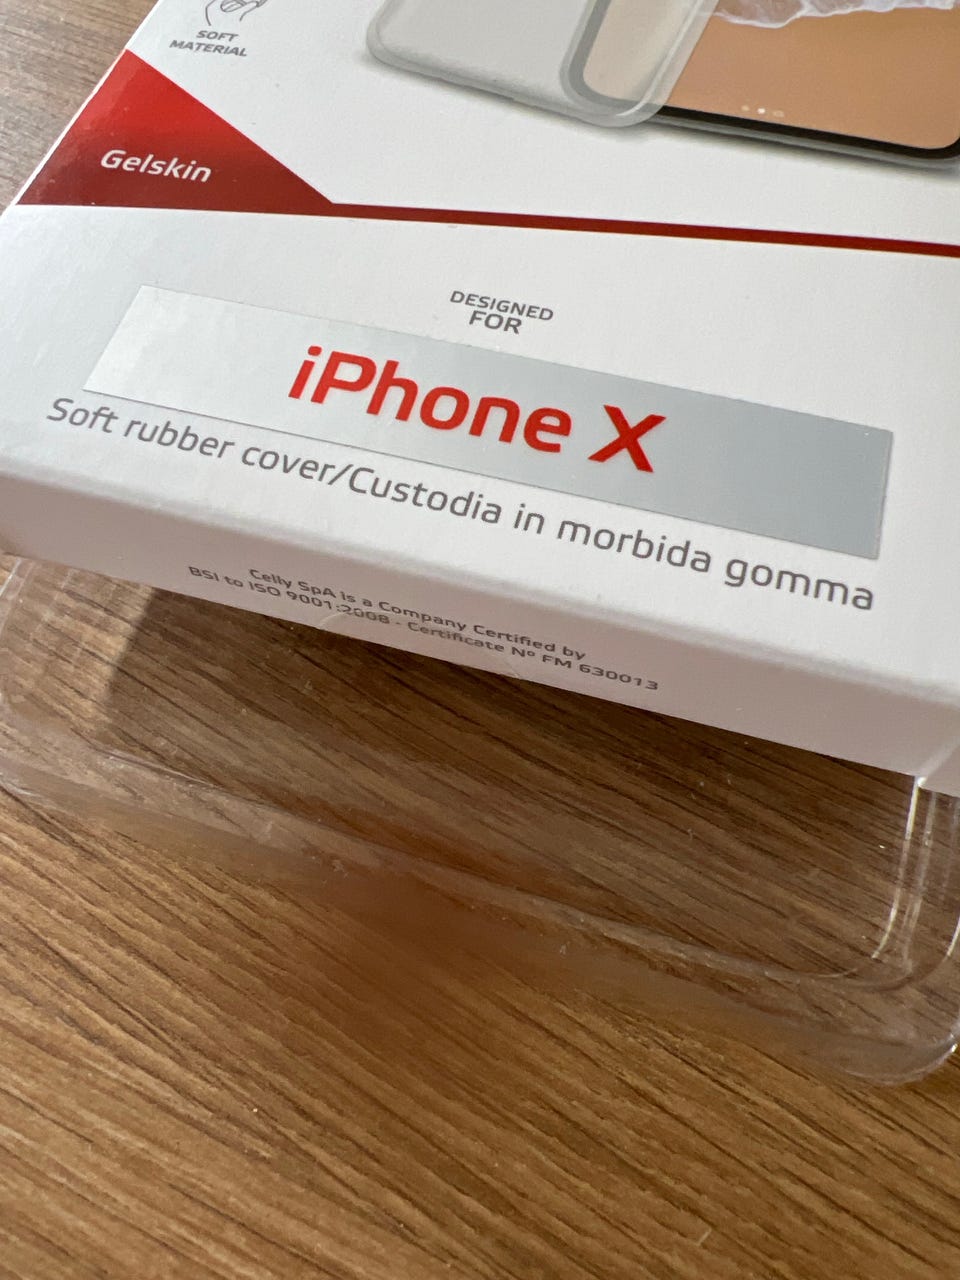 SOFT
MATERIAL
Gelskin
DESIGNED
FOR
iPhone X
Soft rubber cover/Custodia in morbida gomma
Celly SpA is a Company Certified by
BSI to ISO 9001:2008 - Certificate Nº FM 630013